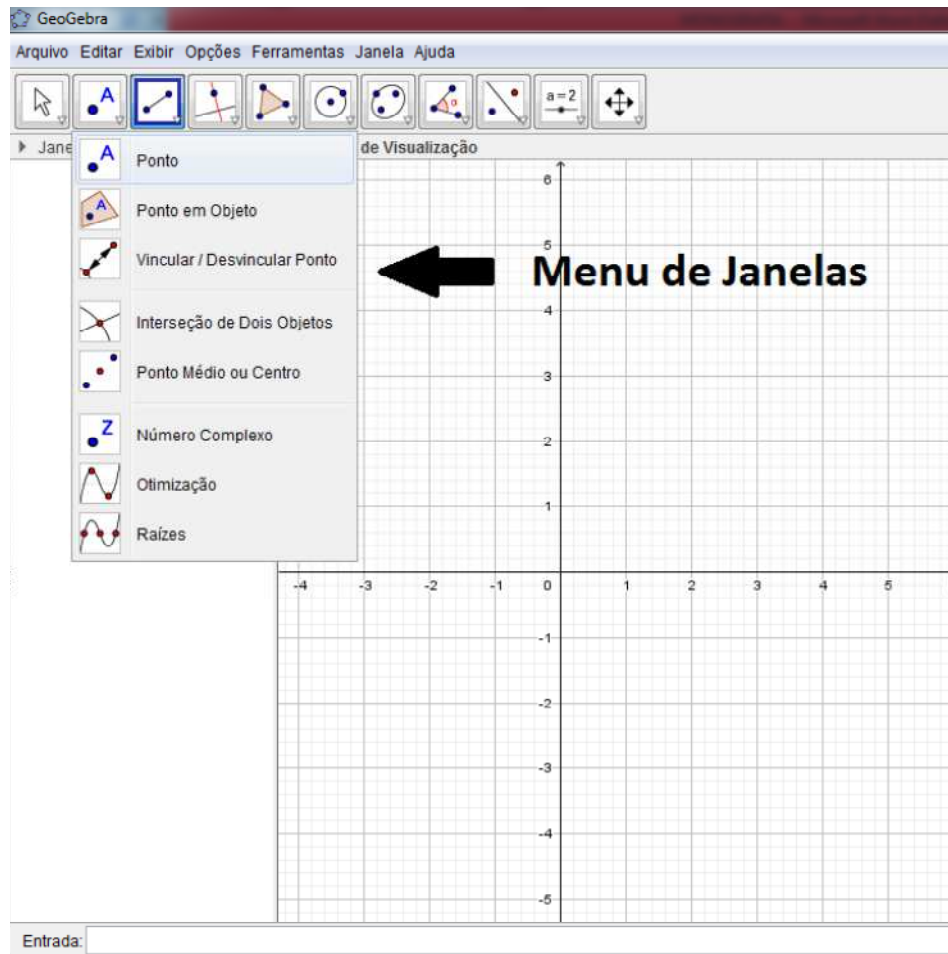 GeoGebra
Arquivo Editar Exibir Opções Ferramentas Janela Ajuda
A
α
a = 2
Jane
de Visualização
A Ponto
A Ponto em Objeto
Vincular / Desvincular Ponto
Interseção de Dois Objetos
Ponto Médio ou Centro
Z Número Complexo
Otimização
Raízes
Menu de Janelas
6
5
4
3
2
1
-4 -3 -2 -1 0 1 2 3 4 5
-1
-2
-3
-4
-5
Entrada: